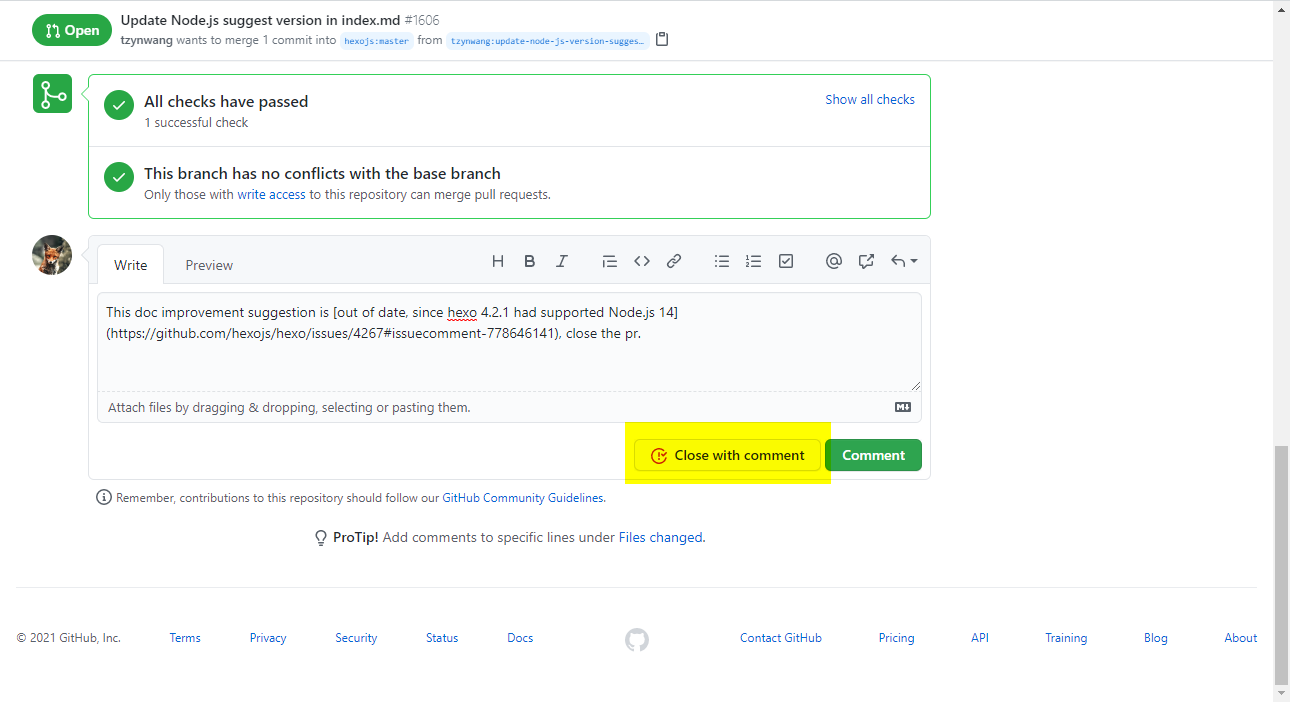 Open
Update Node.js suggest version in index.md #1606
tzynwang wants to merge 1 commit into hexojs:master from tzynwang:update-node-js-version-sugges…
All checks have passed
Show all checks
1 successful check
This branch has no conflicts with the base branch
Only those with write access to this repository can merge pull requests.
Write
Preview
This doc improvement suggestion is [out of date, since hexo 4.2.1 had supported Node.js 14]
(https://github.com/hexojs/hexo/issues/4267#issuecomment-778646141), close the pr.
Attach files by dragging & dropping, selecting or pasting them.
Close with comment
Comment
Remember, contributions to this repository should follow our GitHub Community Guidelines.
ProTip! Add comments to specific lines under Files changed.
© 2021 GitHub, Inc.
Terms
Privacy
Security
Status
Docs
Contact GitHub
Pricing
API
Training
Blog
About